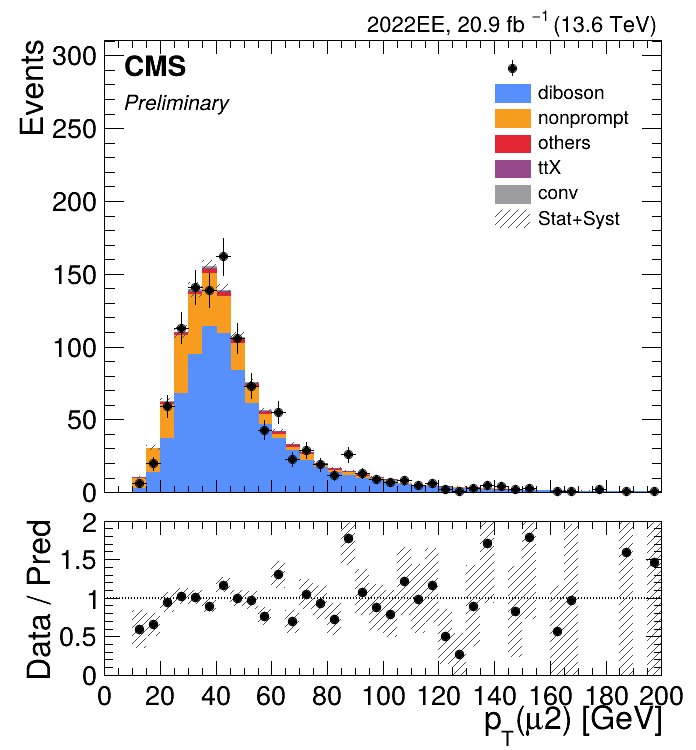 2022EE, 20.9 fb⁻¹ (13.6 TeV)
Events
300
250
200
150
100
50
0
CMS
Preliminary
diboson
nonprompt
others
ttX
conv
Stat+Syst
Data / Pred
2
1.5
1
0.5
0
0 20 40 60 80 100 120 140 160 180 200
p_T(μ2) [GeV]